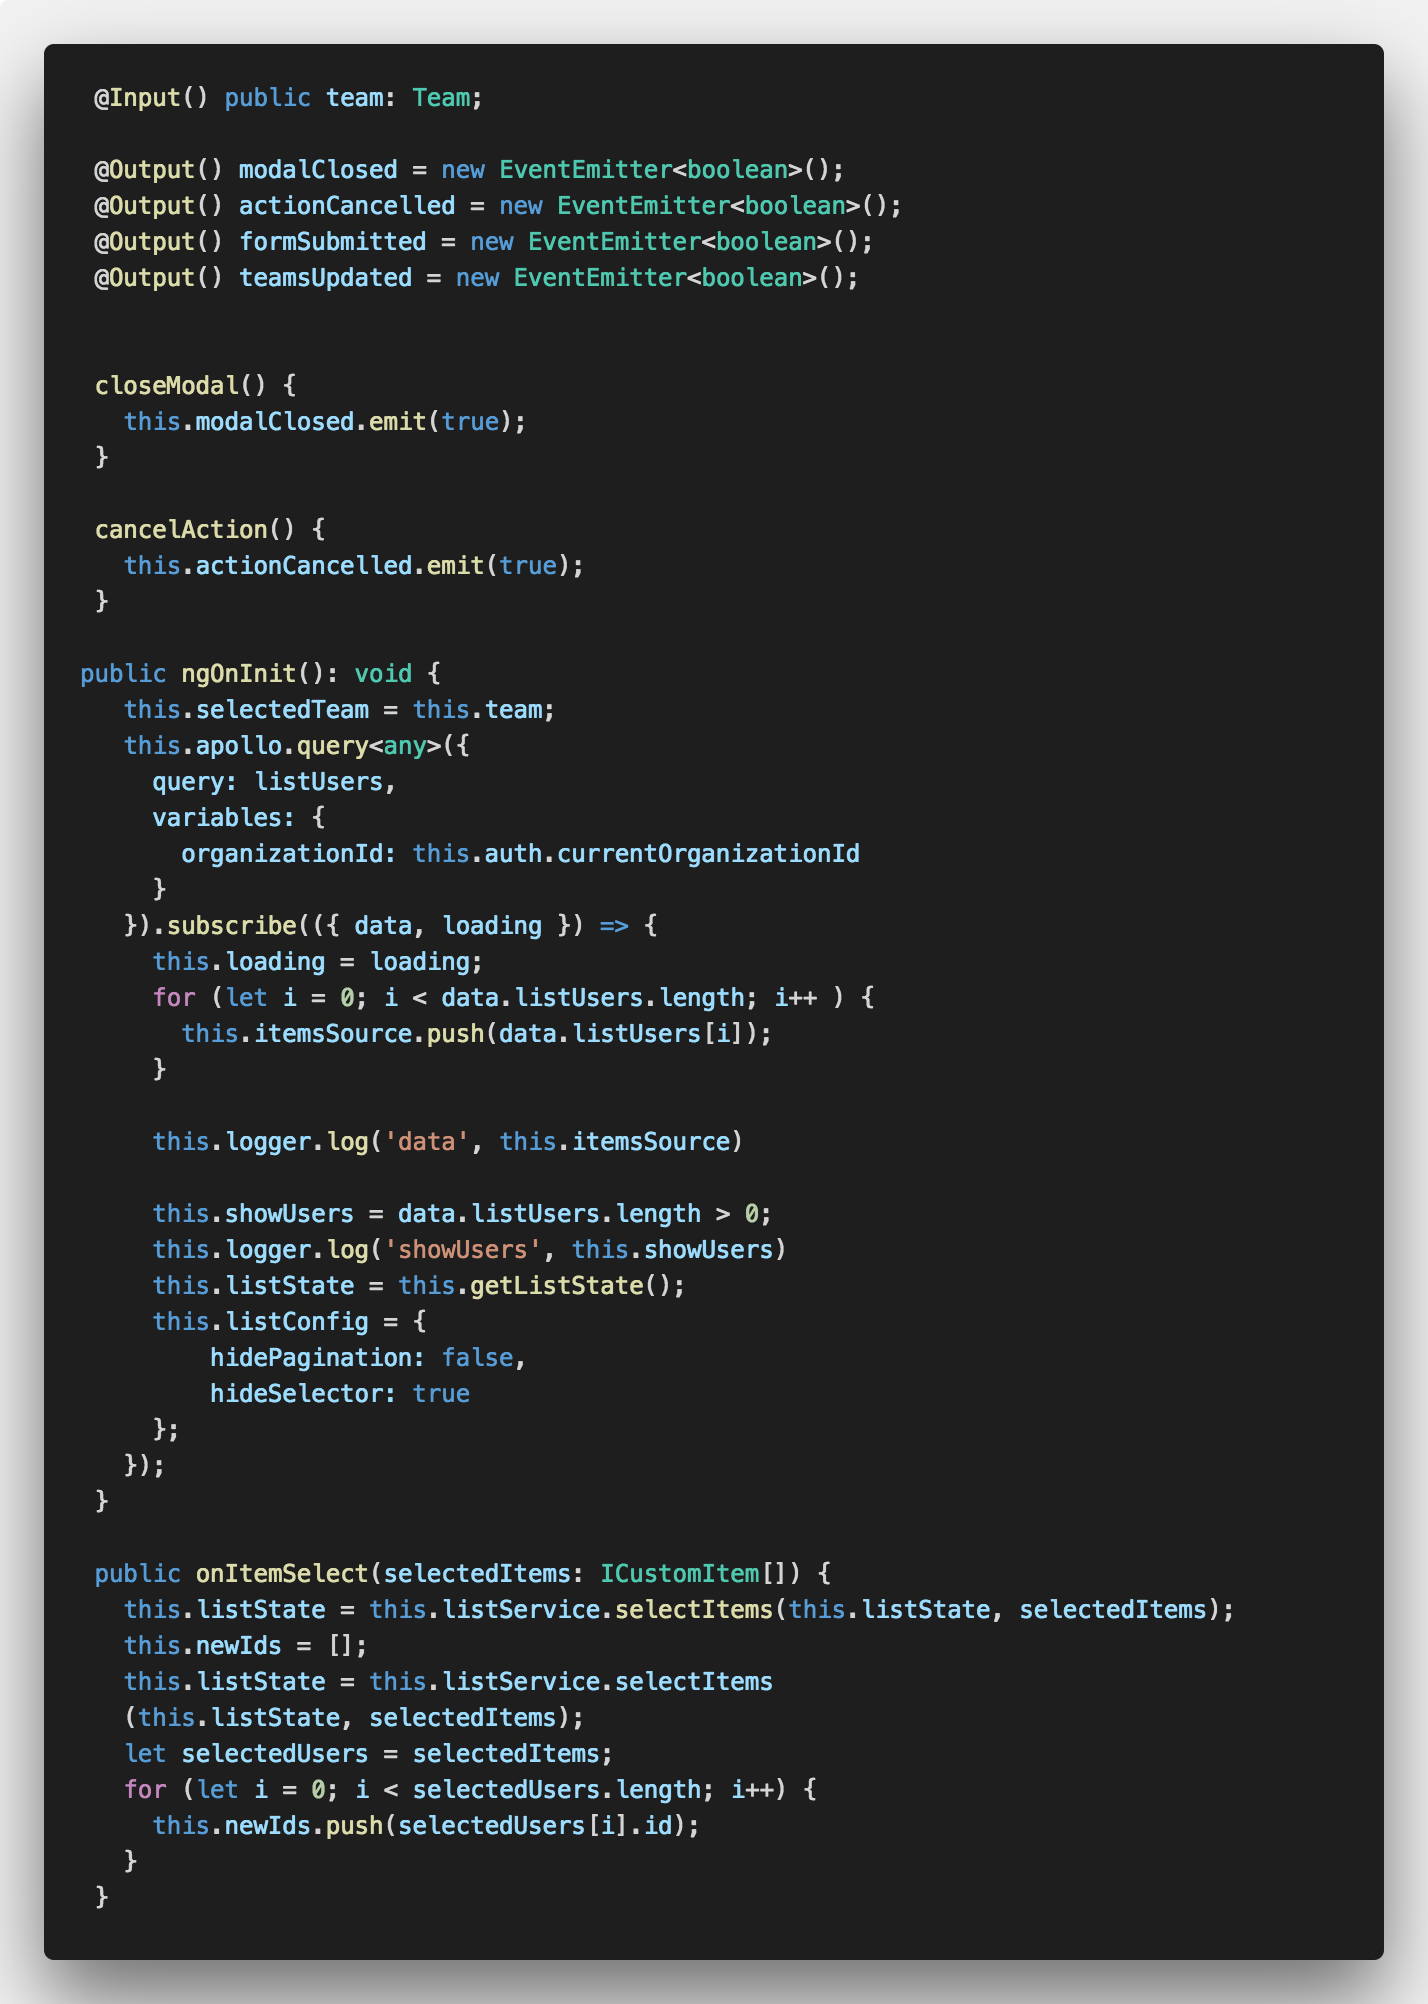 @Input() public team: Team;
@Output() modalClosed = new EventEmitter<boolean>();
@Output() actionCancelled = new EventEmitter<boolean>();
@Output() formSubmitted = new EventEmitter<boolean>();
@Output() teamsUpdated = new EventEmitter<boolean>();
closeModal() {
this.modalClosed.emit(true);
}
cancelAction() {
this.actionCancelled.emit(true);
}
public ngOnInit(): void {
this.selectedTeam = this.team;
this.apollo.query<any>({
query: listUsers,
variables: {
organizationId: this.auth.currentOrganizationId
}
}).subscribe(({ data, loading }) => {
this.loading = loading;
for (let i = 0; i < data.listUsers.length; i++ ) {
this.itemsSource.push(data.listUsers[i]);
}
this.logger.log('data', this.itemsSource)
this.showUsers = data.listUsers.length > 0;
this.logger.log('showUsers', this.showUsers)
this.listState = this.getListState();
this.listConfig = {
hidePagination: false,
hideSelector: true
};
});
}
public onItemSelect(selectedItems: ICustomItem[]) {
this.listState = this.listService.selectItems(this.listState, selectedItems);
this.newIds = [];
this.listState = this.listService.selectItems
(this.listState, selectedItems);
let selectedUsers = selectedItems;
for (let i = 0; i < selectedUsers.length; i++) {
this.newIds.push(selectedUsers[i].id);
}
}